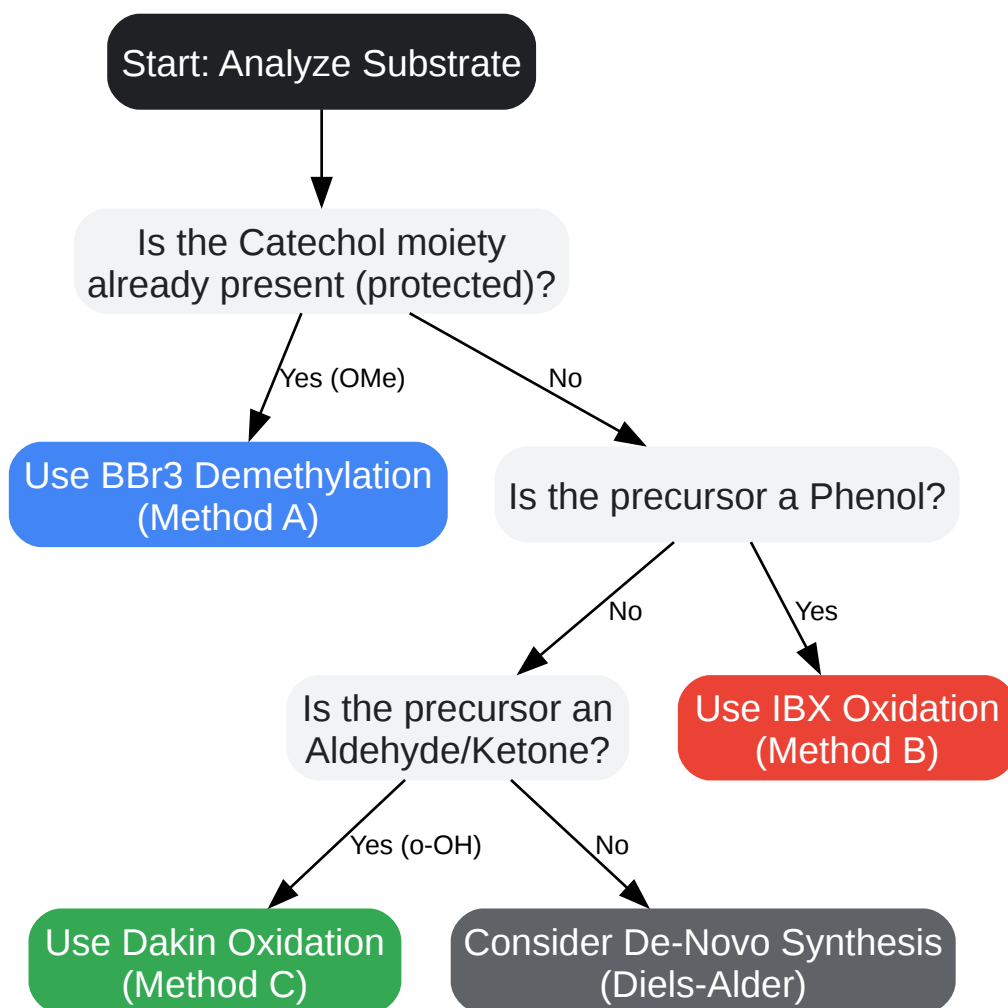 Start: Analyze Substrate
Is the Catechol moiety
already present (protected)?
Yes (OMe)
No
Use BBr3 Demethylation
(Method A)
Is the precursor a Phenol?
No
Yes
Is the precursor an
Aldehyde/Ketone?
Use IBX Oxidation
(Method B)
Yes (o-OH)
No
Use Dakin Oxidation
(Method C)
Consider De-Novo Synthesis
(Diels-Alder)